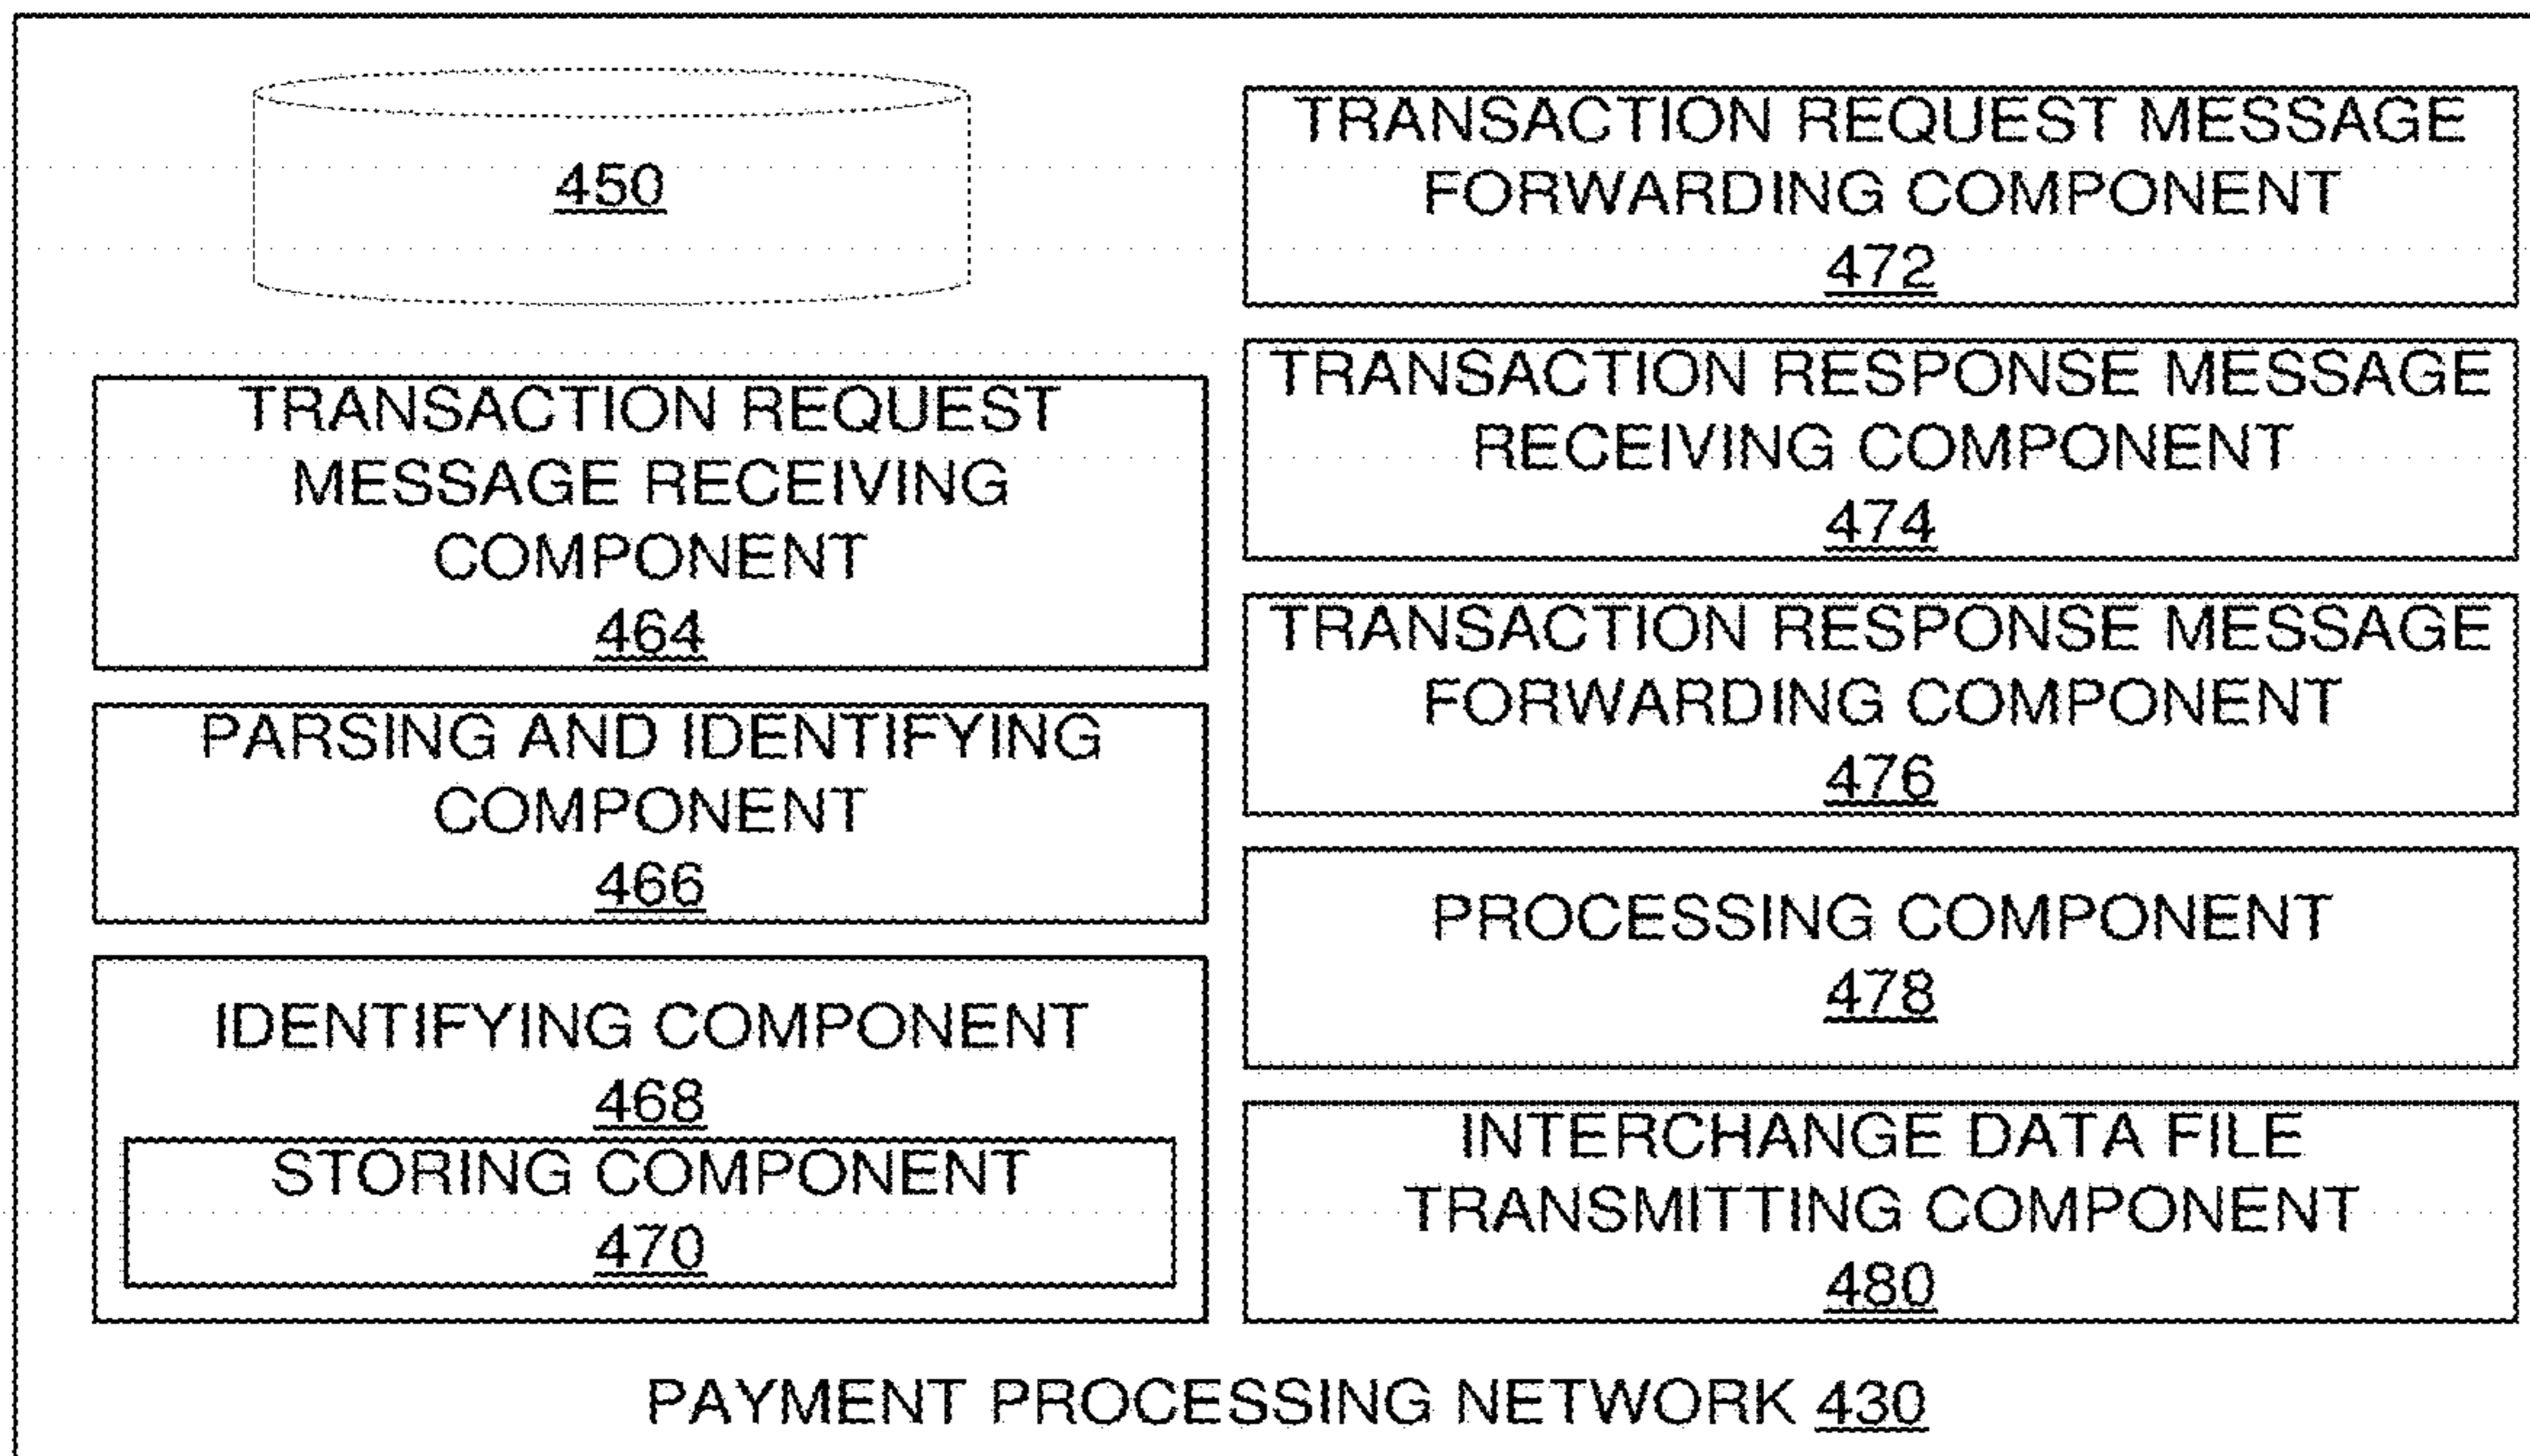 450
TRANSACTION REQUEST
MESSAGE RECEIVING
COMPONENT
464
PARSING AND IDENTIFYING
COMPONENT
466
IDENTIFYING COMPONENT
468
STORING COMPONENT
470
TRANSACTION REQUEST MESSAGE
FORWARDING COMPONENT
472
TRANSACTION RESPONSE MESSAGE
RECEIVING COMPONENT
474
TRANSACTION RESPONSE MESSAGE
FORWARDING COMPONENT
476
PROCESSING COMPONENT
478
INTERCHANGE DATA FILE
TRANSMITTING COMPONENT
480
PAYMENT PROCESSING NETWORK 430